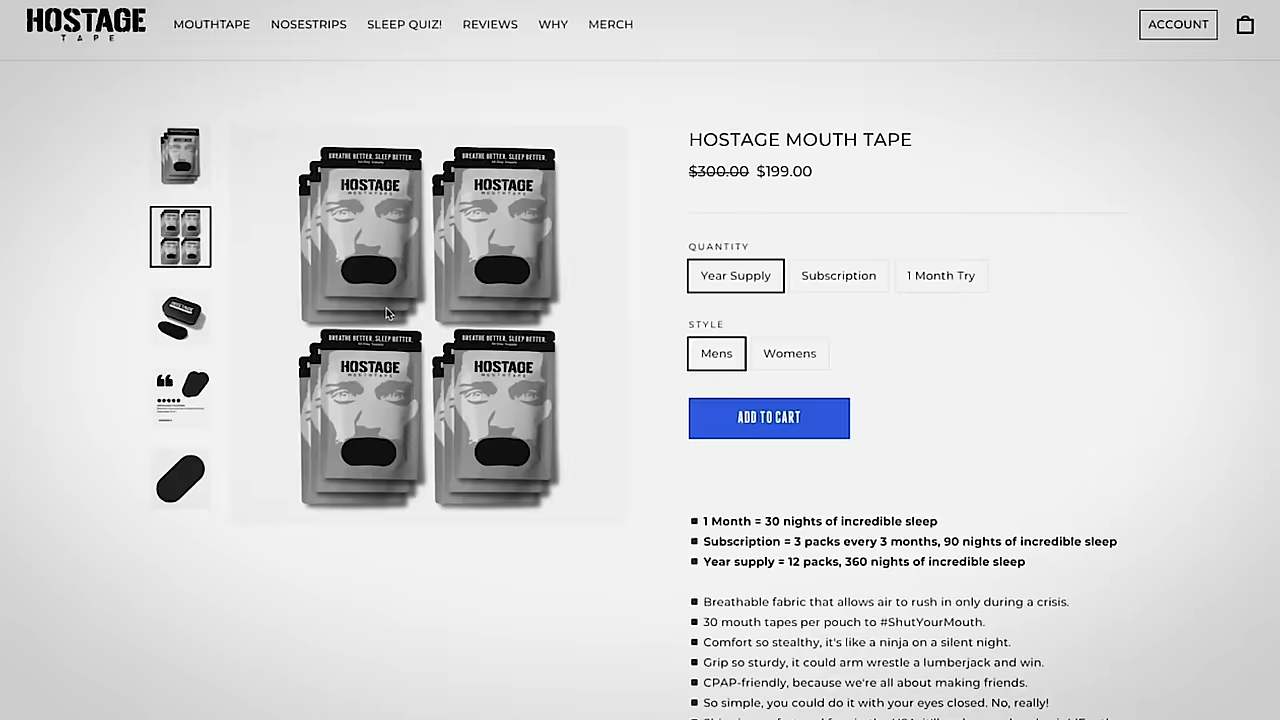 HOSTAGE
TAPE
MOUTHTAPE NOSESTRIPS SLEEP QUIZ! REVIEWS WHY MERCH
ACCOUNT
BREATHE BETTER. SLEEP BETTER.
HOSTAGE
MOUTHTAPE
BREATHE BETTER. SLEEP BETTER.
HOSTAGE
MOUTHTAPE
BREATHE BETTER. SLEEP BETTER.
HOSTAGE
MOUTHTAPE
BREATHE BETTER. SLEEP BETTER.
HOSTAGE
MOUTHTAPE
HOSTAGE MOUTH TAPE
$300.00 $199.00
QUANTITY
Year Supply Subscription 1 Month Try
STYLE
Mens Womens
ADD TO CART
1 Month = 30 nights of incredible sleep
Subscription = 3 packs every 3 months, 90 nights of incredible sleep
Year supply = 12 packs, 360 nights of incredible sleep
Breathable fabric that allows air to rush in only during a crisis.
30 mouth tapes per pouch to #ShutYourMouth.
Comfort so stealthy, it's like a ninja on a silent night.
Grip so sturdy, it could arm wrestle a lumberjack and win.
CPAP-friendly, because we're all about making friends.
So simple, you could do it with your eyes closed. No, really!